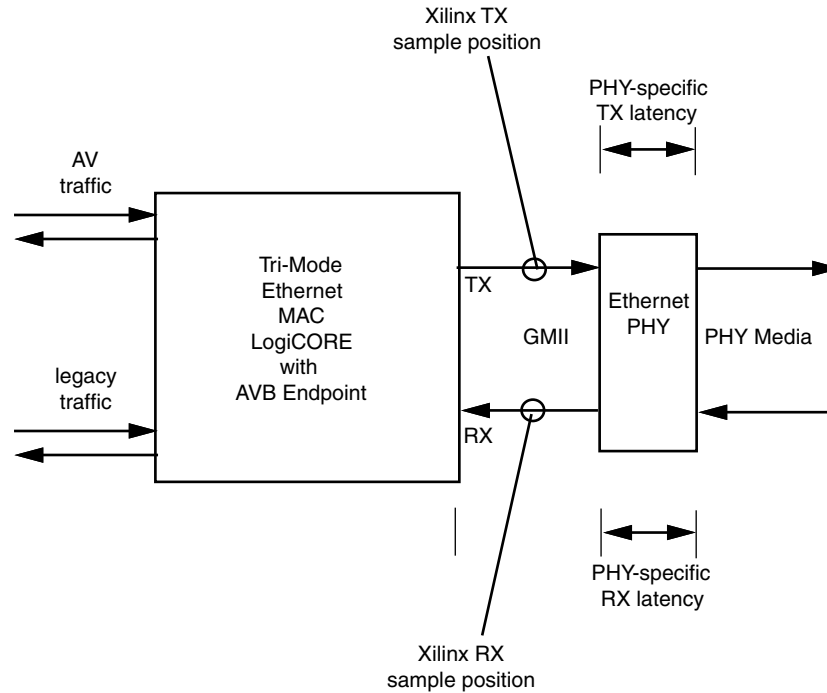 Xilinx TX
sample position
PHY-specific
TX latency
AV
traffic
Tri-Mode
Ethernet
MAC
LogiCORE
with
AVB Endpoint
TX
Ethernet
PHY
GMII
PHY Media
legacy
traffic
RX
PHY-specific
RX latency
Xilinx RX
sample position